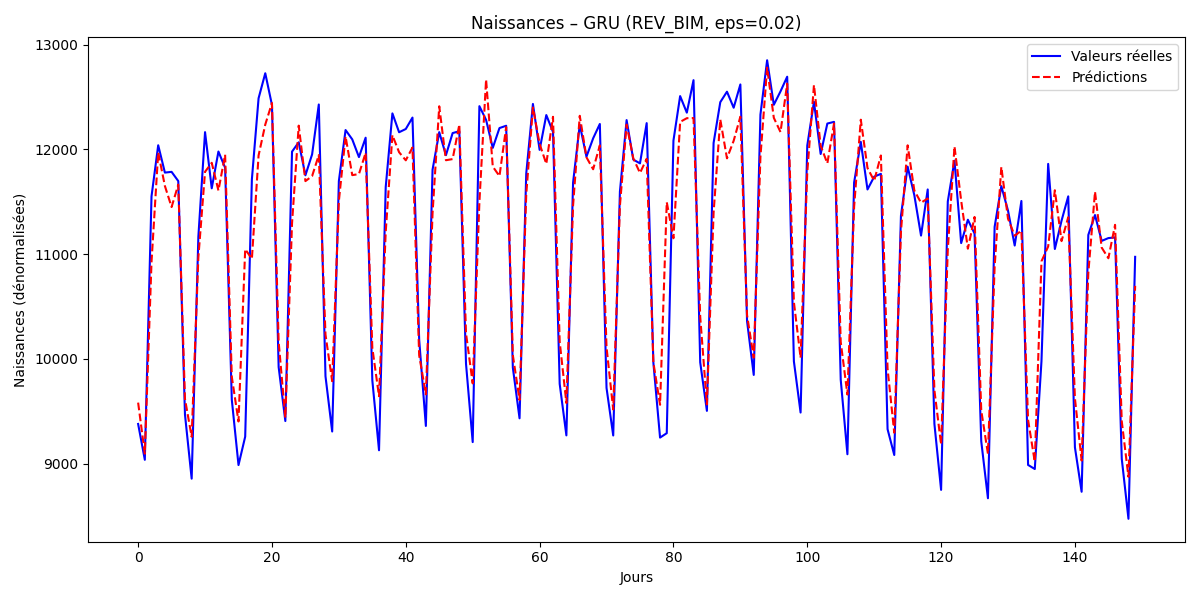 Naissances – GRU (REV_BIM, eps=0.02)
Valeurs réelles
Prédictions
Naissances (dénormalisées)
13000
12000
11000
10000
9000
0 20 40 60 80 100 120 140
Jours